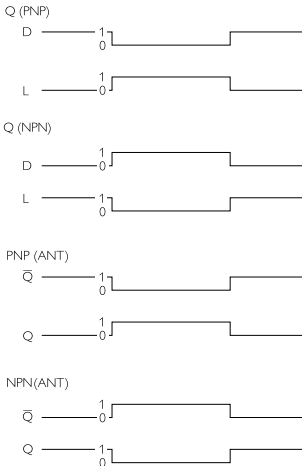 Q (PNP)
D 1
0
1
L 0
Q (NPN)
1
D 0
L 1
0
PNP (ANT)
Q̅ 1
0
1
Q 0
NPN(ANT)
1
Q̅ 0
Q 1
0